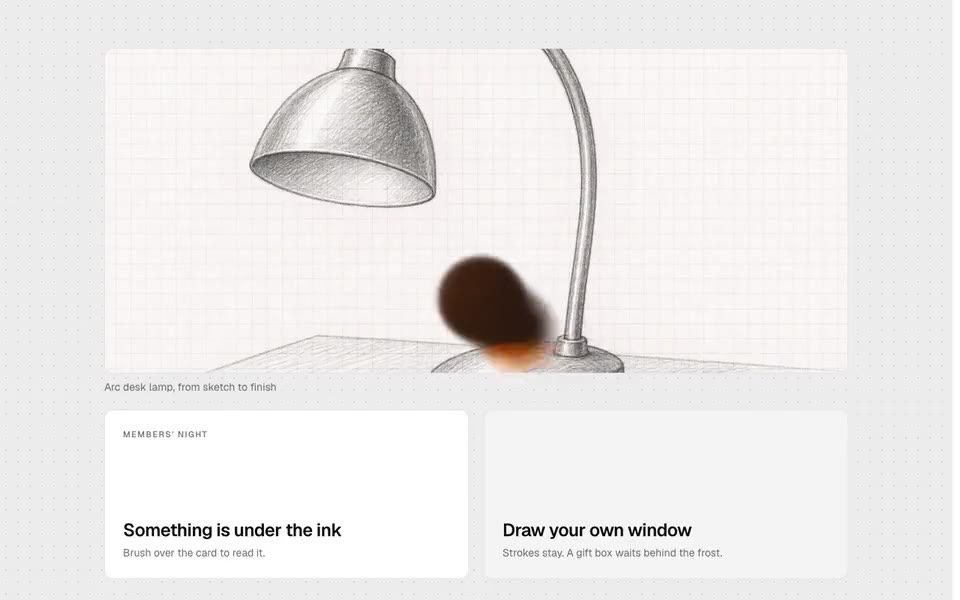 Arc desk lamp, from sketch to finish
MEMBERS' NIGHT
Something is under the ink
Brush over the card to read it.
Draw your own window
Strokes stay. A gift box waits behind the frost.